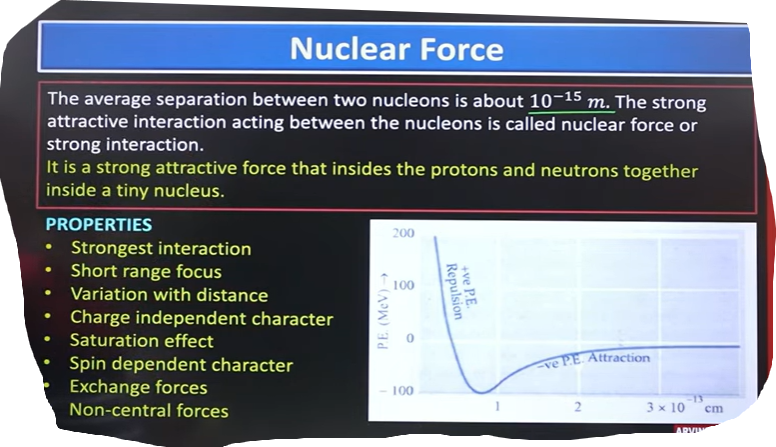 Nuclear Force
The average separation between two nucleons is about 10⁻¹⁵ m. The strong
attractive interaction acting between the nucleons is called nuclear force or
strong interaction.
It is a strong attractive force that insides the protons and neutrons together
inside a tiny nucleus.
PROPERTIES
• Strongest interaction
• Short range focus
• Variation with distance
• Charge independent character
• Saturation effect
• Spin dependent character
• Exchange forces
Non-central forces
200
100
0
– 100
P.E. (MeV) →
+ve P.E.
Repulsion
–ve P.E. Attraction
1 2 3 × 10⁻¹³ cm